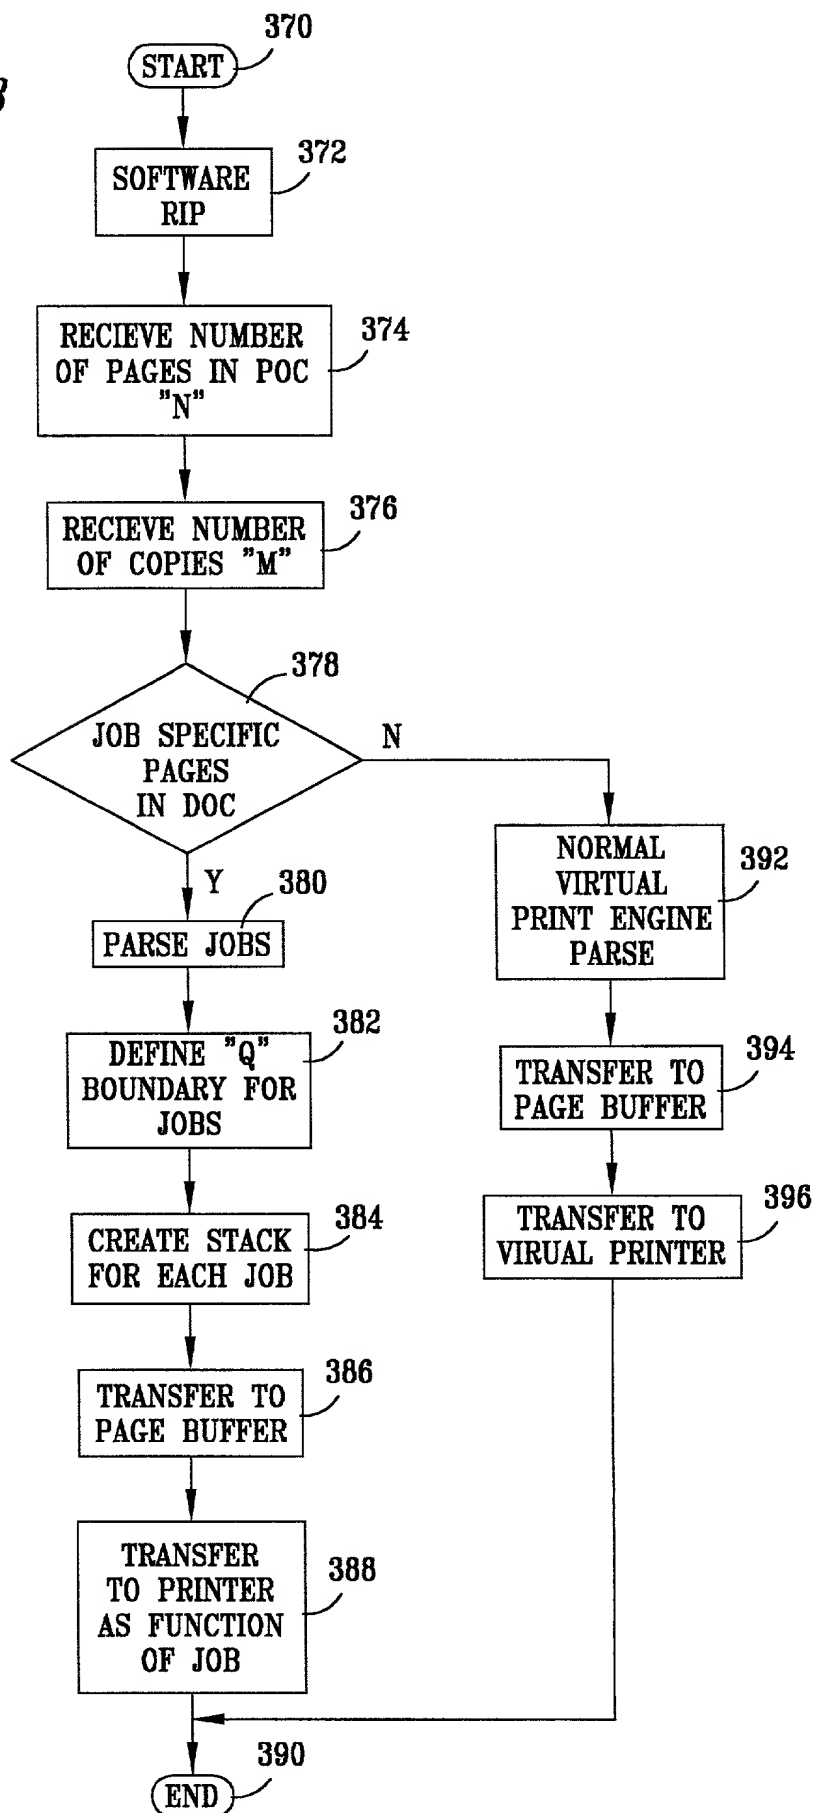 370
START
372
SOFTWARE
RIP
374
RECIEVE NUMBER
OF PAGES IN POC
"N"
376
RECIEVE NUMBER
OF COPIES "M"
378
JOB SPECIFIC
PAGES
IN DOC
N
Y
380
PARSE JOBS
382
DEFINE "Q"
BOUNDARY FOR
JOBS
384
CREATE STACK
FOR EACH JOB
386
TRANSFER TO
PAGE BUFFER
388
TRANSFER
TO PRINTER
AS FUNCTION
OF JOB
392
NORMAL
VIRTUAL
PRINT ENGINE
PARSE
394
TRANSFER TO
PAGE BUFFER
396
TRANSFER TO
VIRUAL PRINTER
390
END